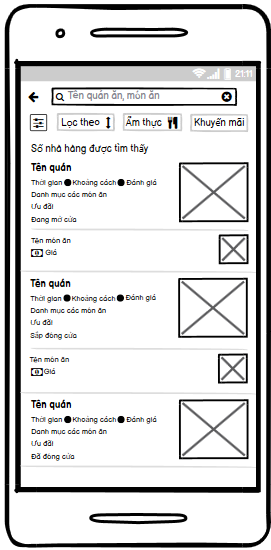 21:11
Tên quán ăn, món ăn
Lọc theo Ẩm thực Khuyến mãi
Số nhà hàng được tìm thấy
Tên quán
Thời gian Khoảng cách Đánh giá
Danh mục các món ăn
Ưu đãi
Đang mở cửa
Tên món ăn
Giá
Tên quán
Thời gian Khoảng cách Đánh giá
Danh mục các món ăn
Ưu đãi
Sắp đóng cửa
Tên món ăn
Giá
Tên quán
Thời gian Khoảng cách Đánh giá
Danh mục các món ăn
Ưu đãi
Đã đóng cửa